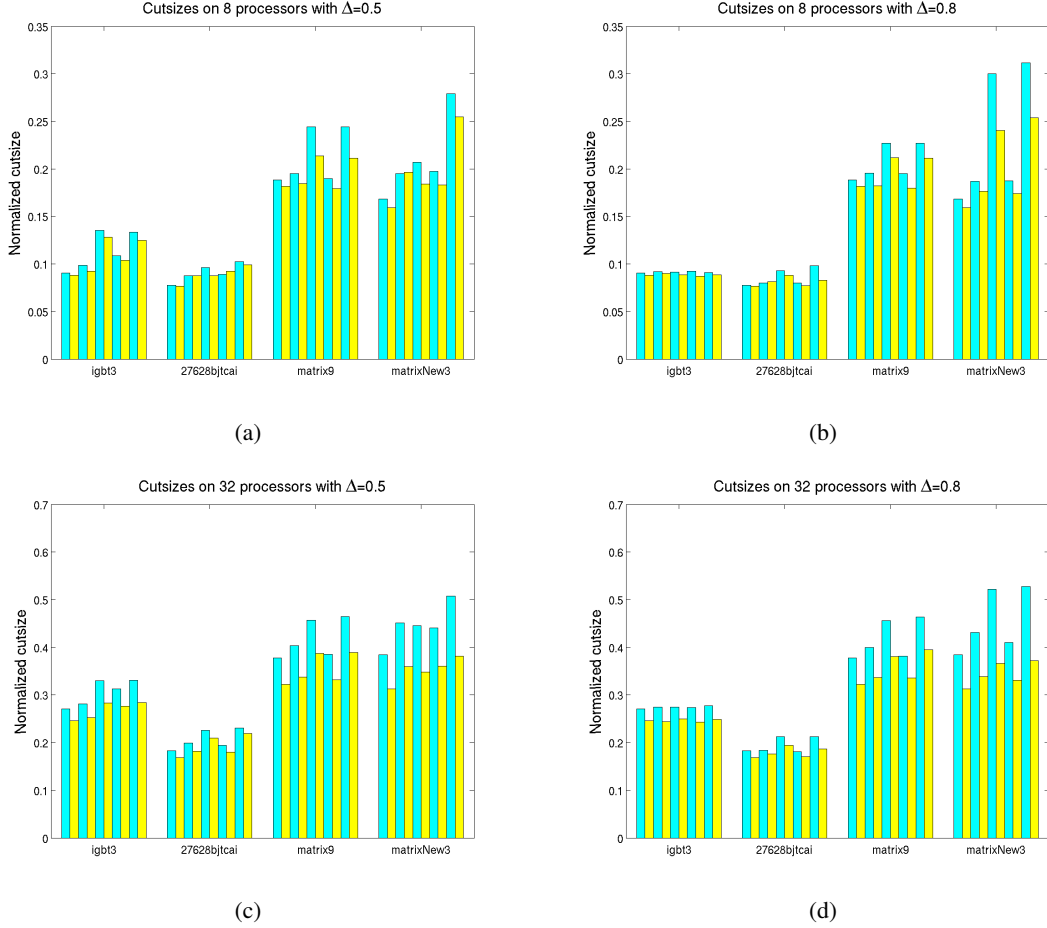 Cutsizes on 8 processors with Δ=0.5
0.35
0.3
0.25
0.2
0.15
0.1
0.05
0
Normalized cutsize
igbt3 27628bjtcai matrix9 matrixNew3
(a)
Cutsizes on 8 processors with Δ=0.8
0.35
0.3
0.25
0.2
0.15
0.1
0.05
0
Normalized cutsize
igbt3 27628bjtcai matrix9 matrixNew3
(b)
Cutsizes on 32 processors with Δ=0.5
0.7
0.6
0.5
0.4
0.3
0.2
0.1
0
Normalized cutsize
igbt3 27628bjtcai matrix9 matrixNew3
(c)
Cutsizes on 32 processors with Δ=0.8
0.7
0.6
0.5
0.4
0.3
0.2
0.1
0
Normalized cutsize
igbt3 27628bjtcai matrix9 matrixNew3
(d)